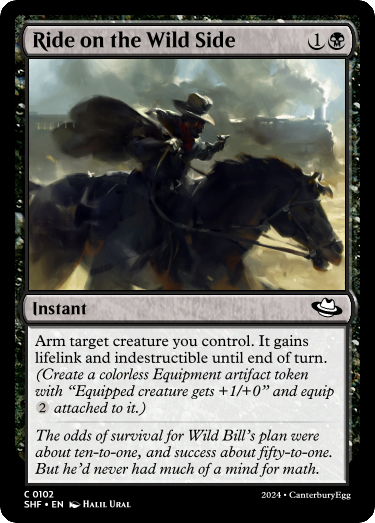 Ride on the Wild Side 1
Instant
Arm target creature you control. It gains
lifelink and indestructible until end of turn.
(Create a colorless Equipment artifact token
with “Equipped creature gets +1/+0” and equip
2 attached to it.)
The odds of survival for Wild Bill’s plan were
about ten-to-one, and success about fifty-to-one.
But he’d never had much of a mind for math.
C 0102
SHF • EN Halil Ural
2024 • CanterburyEgg